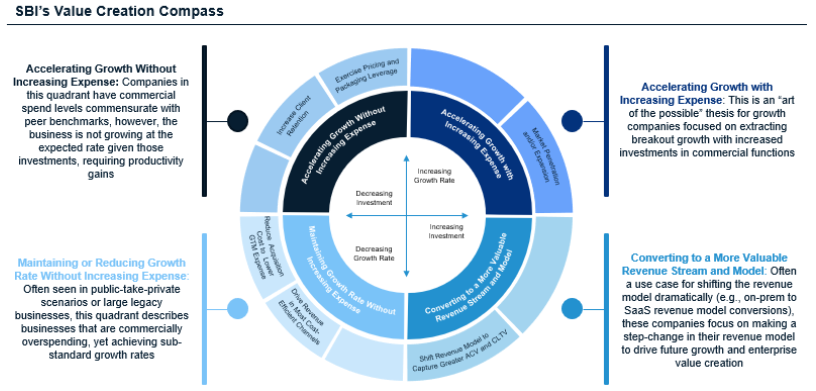 SBI's Value Creation Compass
Accelerating Growth Without
Increasing Expense: Companies in
this quadrant have commercial
spend levels commensurate with
peer benchmarks, however, the
business is not growing at the
expected rate given those
investments, requiring productivity
gains
Maintaining or Reducing Growth
Rate Without Increasing Expense:
Often seen in public-take-private
scenarios or large legacy
businesses, this quadrant describes
businesses that are commercially
overspending, yet achieving sub-
standard growth rates
Increase Client
Retention
Exercise Pricing and
Packaging Leverage
Market Penetration
and/or Expansion
Accelerating Growth Without
Increasing Expense
Accelerating Growth with
Increasing Expense
Increasing
Growth Rate
Decreasing
Investment
Increasing
Investment
Decreasing
Growth Rate
Maintaining Growth Rate Without
Increasing Expense
Converting to a More Valuable
Revenue Stream and Model
Reduce Acquisition
Cost to Lower
GTM Expense
Drive Revenue
in Most Cost-
Efficient Channels
Shift Revenue Model to
Capture Greater ACV and CLTV
Accelerating Growth with
Increasing Expense: This is an "art
of the possible" thesis for growth
companies focused on extracting
breakout growth with increased
investments in commercial functions
Converting to a More Valuable
Revenue Stream and Model: Often
a use case for shifting the revenue
model dramatically (e.g., on-prem to
SaaS revenue model conversions),
these companies focus on making a
step-change in their revenue model
to drive future growth and enterprise
value creation